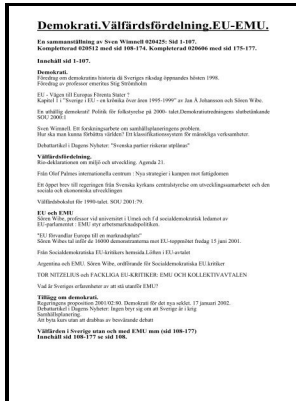 Demokrati.Välfärdsfördelning.EU-EMU.
En sammanställning av Sven Winnell 020425: Sid 1-107.
Kompletterad 020512 med sid 108-174. Kompletterad 020606 med sid 175-177.
Innehåll sid 1-107.
Demokrati.
Föredrag om demokratins historia då Sveriges riksdag öppnandes hösten 1998.
Föredrag av professor emeritus Stig Strömholm
EU - Vägen till Europas Förenta Stater ?
Kapitel 1 i "Sverige i EU - en krönika över åren 1995-1999" av Jan Å Johansson och Sören Wibe.
En uthållig demokrati! Politik för folkstyrelse på 2000- talet.Demokratiutredningens slutbetänkande
SOU 2000:1
Sven Winnell. Ett forskningsarbete om samhällsplaneringens problem.
Hur ska man kunna förbättra världen? Ett klassifikationssystem för mänskliga verksamheter.
Debattartikel i Dagens Nyheter: "Svenska partier riskerar utplånas"
Välfärdsfördelning.
Rio-deklarationen om miljö och utveckling. Agenda 21.
Från Olof Palmes internationella centrum : Nya strategier i kampen mot fattigdomen
Ett öppet brev till regeringen från Svenska kyrkans centralstyrelse om utvecklingssamarbetet och den
sociala och ekonomiska utvecklingen
Välfärdsbokslut för 1990-talet. SOU 2001:79.
EU och EMU
Sören Wibe, professor vid universitet i Umeå och f d socialdemokratisk ledamot av
EU-parlamentet : EMU styr arbetsmarknadspolitiken.
"EU förvandlar Europa till en marknadsplats"
Sören Wibes tal inför de 16000 demonstranterna mot EU-toppmötet fredag 15 juni 2001.
Från Socialdemokratiska EU-kritikers hemsida Löften i EU-avtalet
Argentina och EMU. Sören Wibe, ordförande för Socialdemokratiska EU-kritiker
TOR NITZELIUS och FACKLIGA EU-KRITIKER: EMU OCH KOLLEKTIVAVTALEN
Vad är Sveriges erfarenheter av att stå utanför EMU?
Tillägg om demokrati.
Regeringens proposition 2001/02:80. Demokrati för det nya seklet. 17 januari 2002.
Debattartikel i Dagens Nyheter: Ingen bryr sig om att Sverige är i krig
Samhällsplanering.
Att byta kurs utan att drabbas av besvärande debatt
Välfärden i Sverige utan och med EMU mm (sid 108-177)
Innehåll sid 108-177 se sid 108.